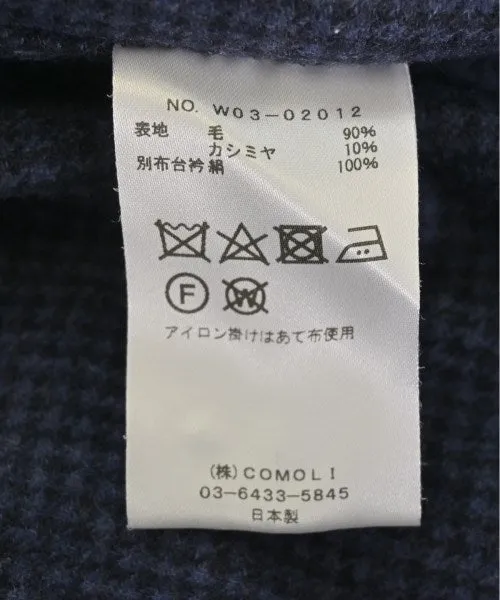 NO. W03-02012
表地 毛 90%
カシミヤ 10%
別布台衿絹 100%
F W
アイロン掛けはあて布使用
(株)COMOLI
03-6433-5845
日本製